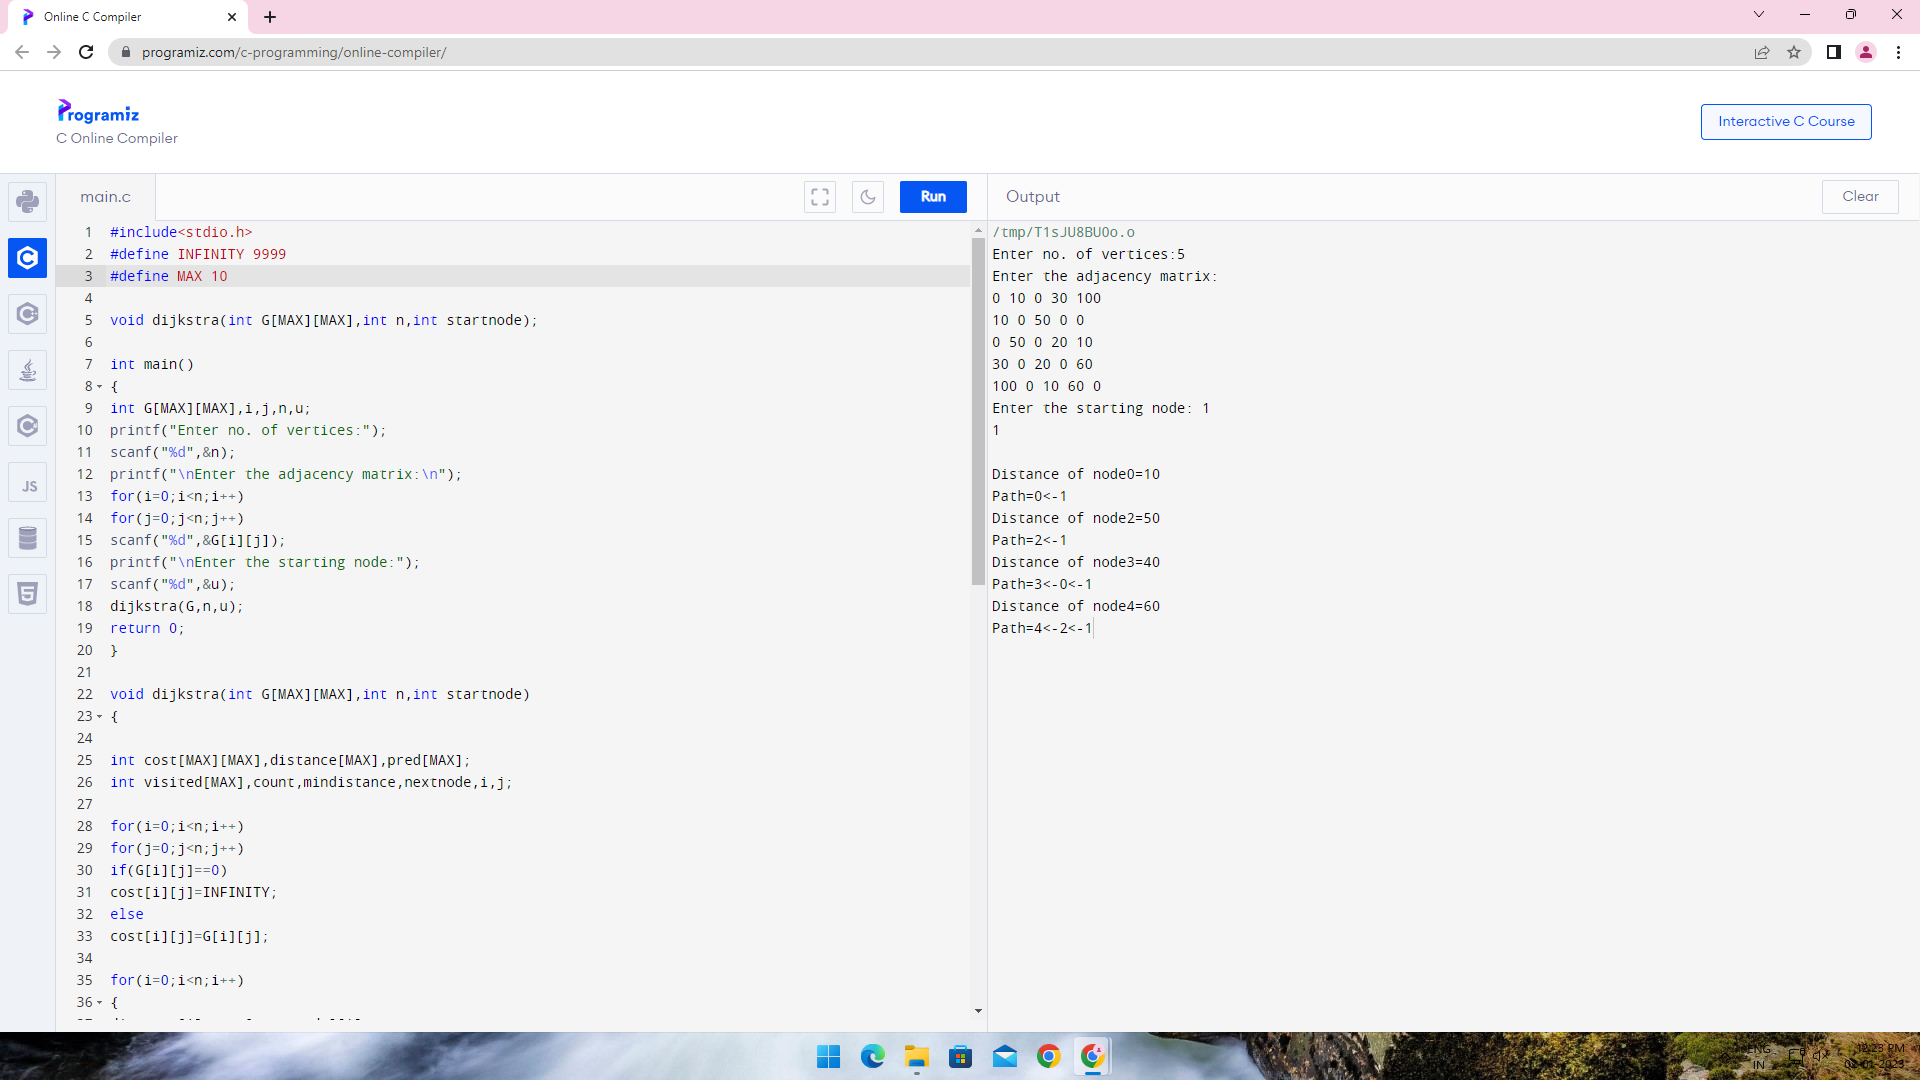 Online C Compiler
programiz.com/c-programming/online-compiler/
Programiz
C Online Compiler
Interactive C Course
main.c
Run
Output
Clear
1 #include<stdio.h>
2 #define INFINITY 9999
3 #define MAX 10
4
5 void dijkstra(int G[MAX][MAX],int n,int startnode);
6
7 int main()
8 {
9 int G[MAX][MAX],i,j,n,u;
10 printf("Enter no. of vertices:");
11 scanf("%d",&n);
12 printf("\nEnter the adjacency matrix:\n");
13 for(i=0;i<n;i++)
14 for(j=0;j<n;j++)
15 scanf("%d",&G[i][j]);
16 printf("\nEnter the starting node:");
17 scanf("%d",&u);
18 dijkstra(G,n,u);
19 return 0;
20 }
21
22 void dijkstra(int G[MAX][MAX],int n,int startnode)
23 {
24
25 int cost[MAX][MAX],distance[MAX],pred[MAX];
26 int visited[MAX],count,mindistance,nextnode,i,j;
27
28 for(i=0;i<n;i++)
29 for(j=0;j<n;j++)
30 if(G[i][j]==0)
31 cost[i][j]=INFINITY;
32 else
33 cost[i][j]=G[i][j];
34
35 for(i=0;i<n;i++)
36 {
JS
/tmp/T1sJU8BUOo.o
Enter no. of vertices:5
Enter the adjacency matrix:
0 10 0 30 100
10 0 50 0 0
0 50 0 20 10
30 0 20 0 60
100 0 10 60 0
Enter the starting node: 1
1
Distance of node0=10
Path=0<-1
Distance of node2=50
Path=2<-1
Distance of node3=40
Path=3<-0<-1
Distance of node4=60
Path=4<-2<-1
ENG
IN
12:23 PM
02-01-2023